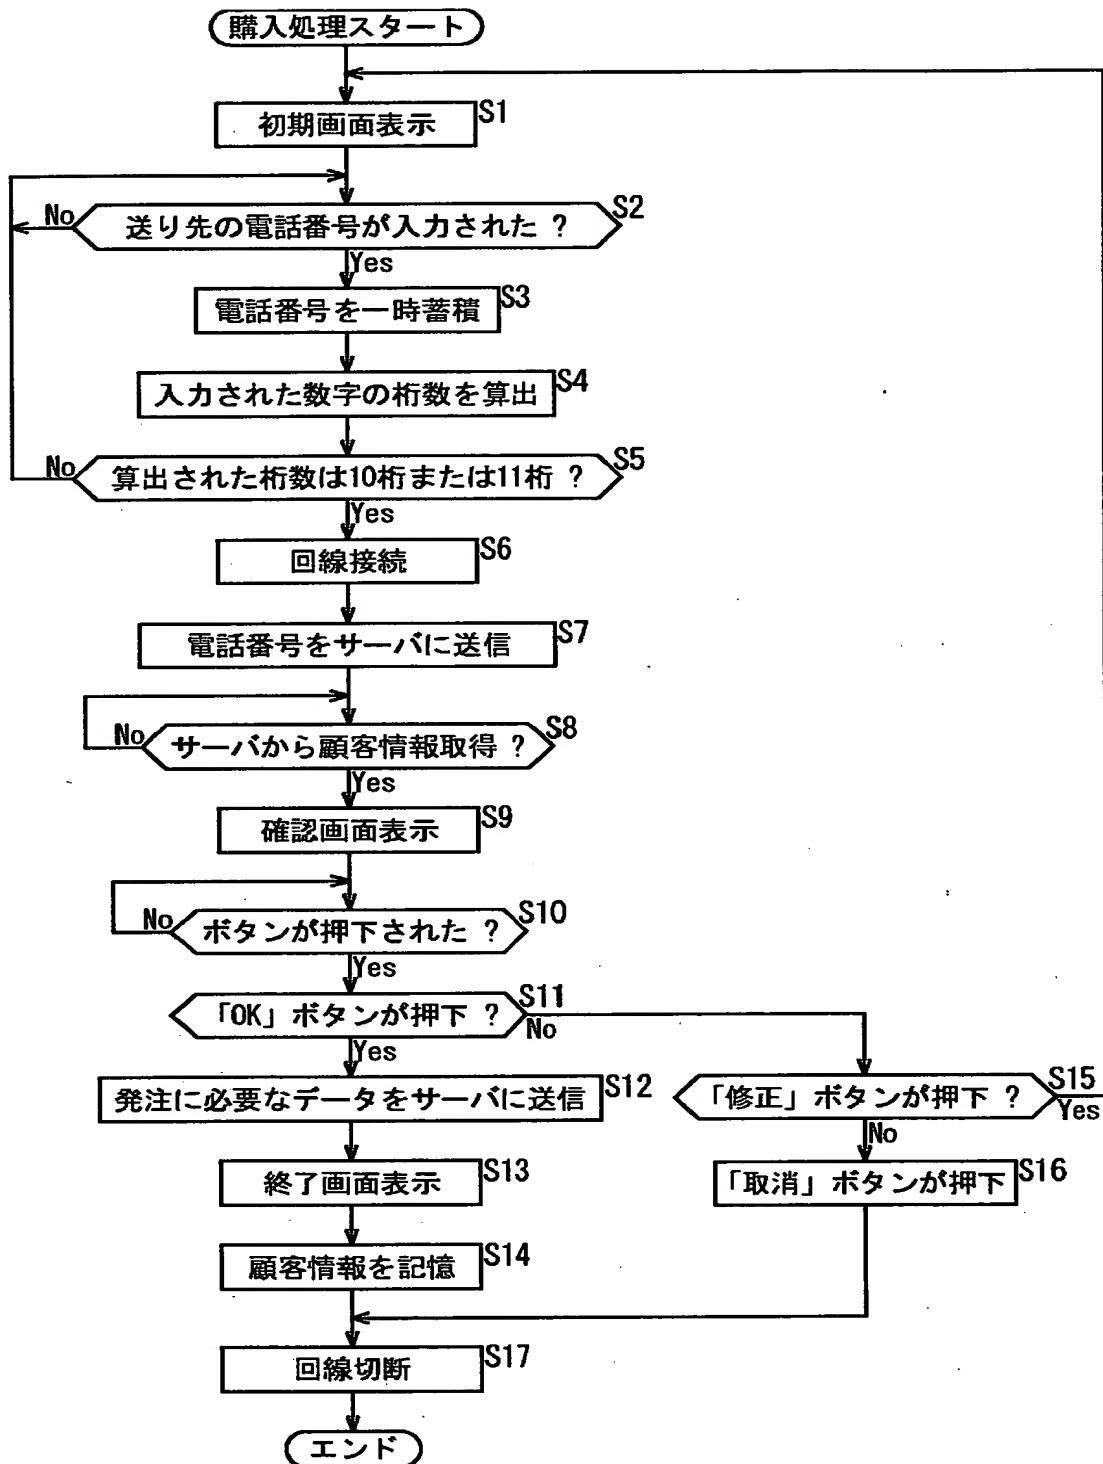 購入処理スタート
初期画面表示 S1
送り先の電話番号が入力された ? S2
No
Yes
電話番号を一時蓄積 S3
入力された数字の桁数を算出 S4
算出された桁数は10桁または11桁 ? S5
No
Yes
回線接続 S6
電話番号をサーバに送信 S7
サーバから顧客情報取得 ? S8
No
Yes
確認画面表示 S9
ボタンが押下された ? S10
No
Yes
「OK」ボタンが押下 ? S11
No
Yes
発注に必要なデータをサーバに送信 S12
「修正」ボタンが押下 ? S15
Yes
No
終了画面表示 S13
「取消」ボタンが押下 S16
顧客情報を記憶 S14
回線切断 S17
エンド